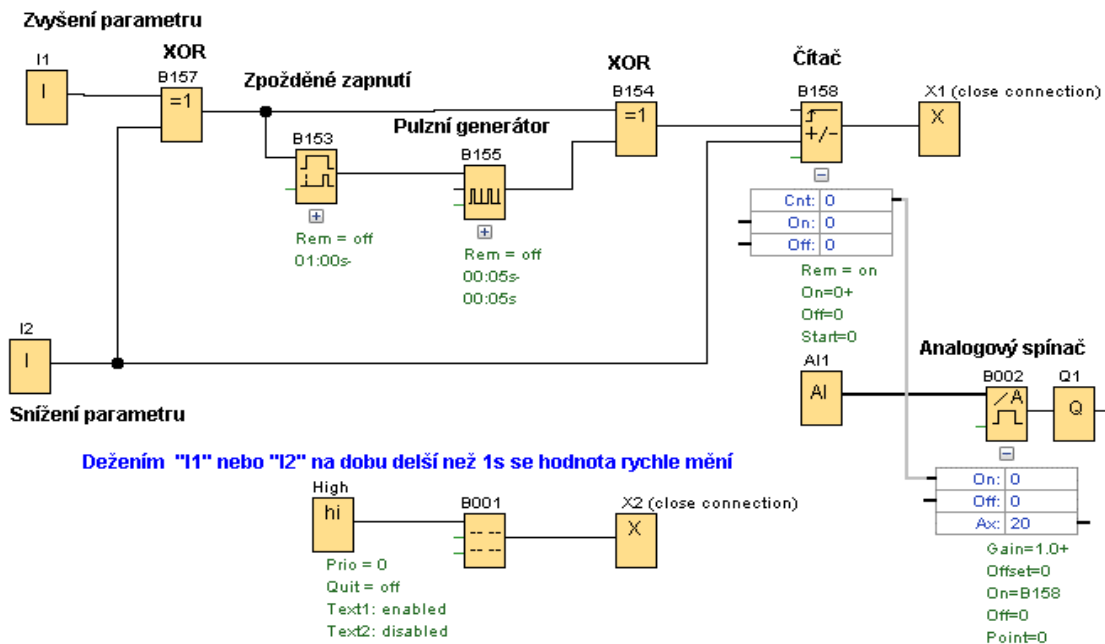 Zvyšení parametru
I1
I
XOR
B157
=1
Zpožděné zapnutí
B153
Rem = off
01:00s-
Pulzní generátor
B155
Rem = off
00:05s-
00:05s
XOR
B154
=1
Čítač
B158
+/-
X1 (close connection)
X
Cnt: 0
On: 0
Off: 0
Rem = on
On=0+
Off=0
Start=0
I2
I
Snížení parametru
AI1
AI
Analogový spínač
B002
/A
Q1
Q
On: 0
Off: 0
Ax: 20
Gain=1.0+
Offset=0
On=B158
Off=0
Point=0
Dežením "I1" nebo "I2" na dobu delší než 1s se hodnota rychle mění
High
hi
Prio = 0
Quit = off
Text1: enabled
Text2: disabled
B001
X2 (close connection)
X